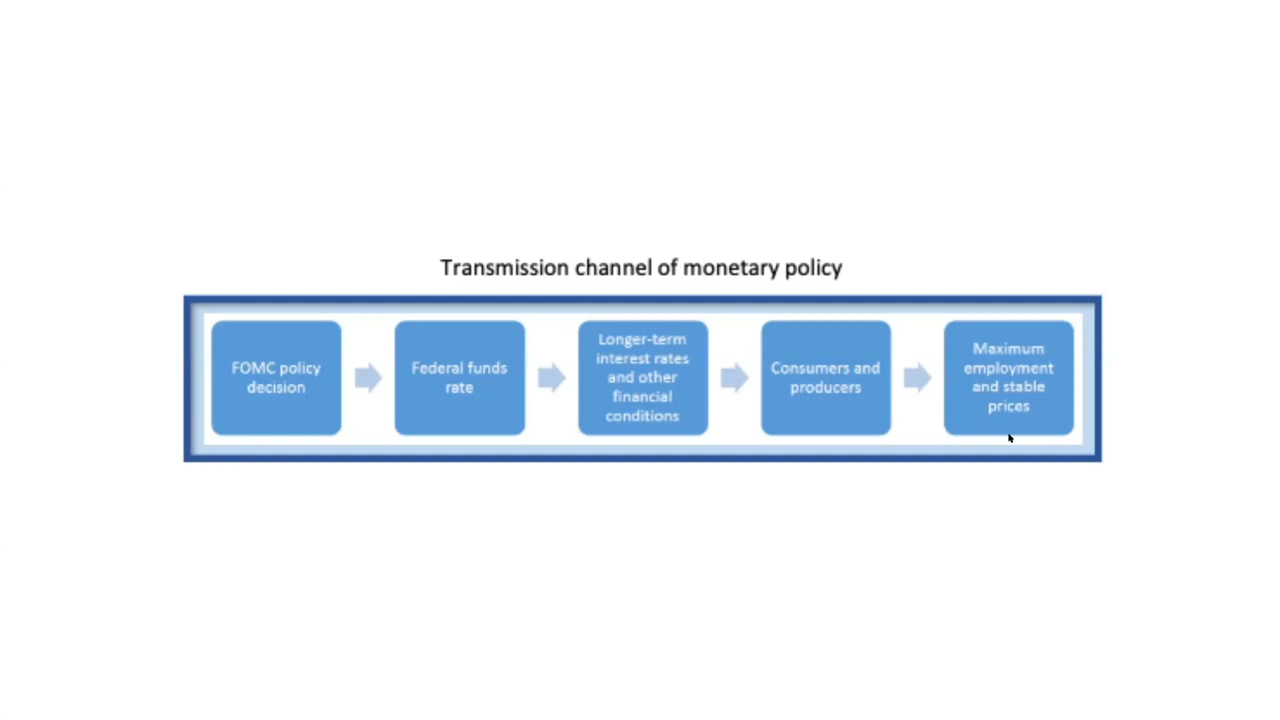 Transmission channel of monetary policy
FOMC policy
decision
Federal funds
rate
Longer-term
interest rates
and other
financial
conditions
Consumers and
producers
Maximum
employment
and stable
prices